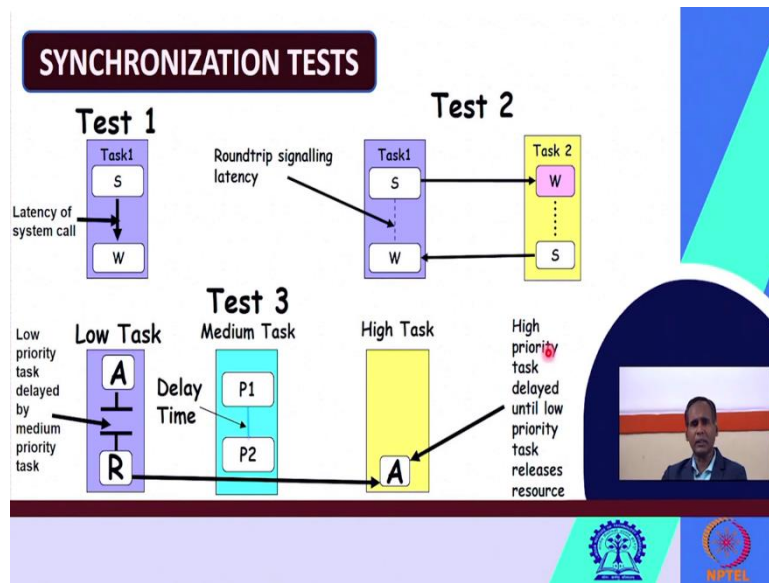 SYNCHRONIZATION TESTS
Test 1
Task1
S
Latency of
system call
W
Test 2
Roundtrip signalling
latency
Task1
S
W
Task 2
W
S
Test 3
Low
priority
task
delayed
by
medium
priority
task
Low Task
A
R
Medium Task
Delay
Time
P1
P2
High Task
A
High
priority
task
delayed
until low
priority
task
releases
resource
NPTEL